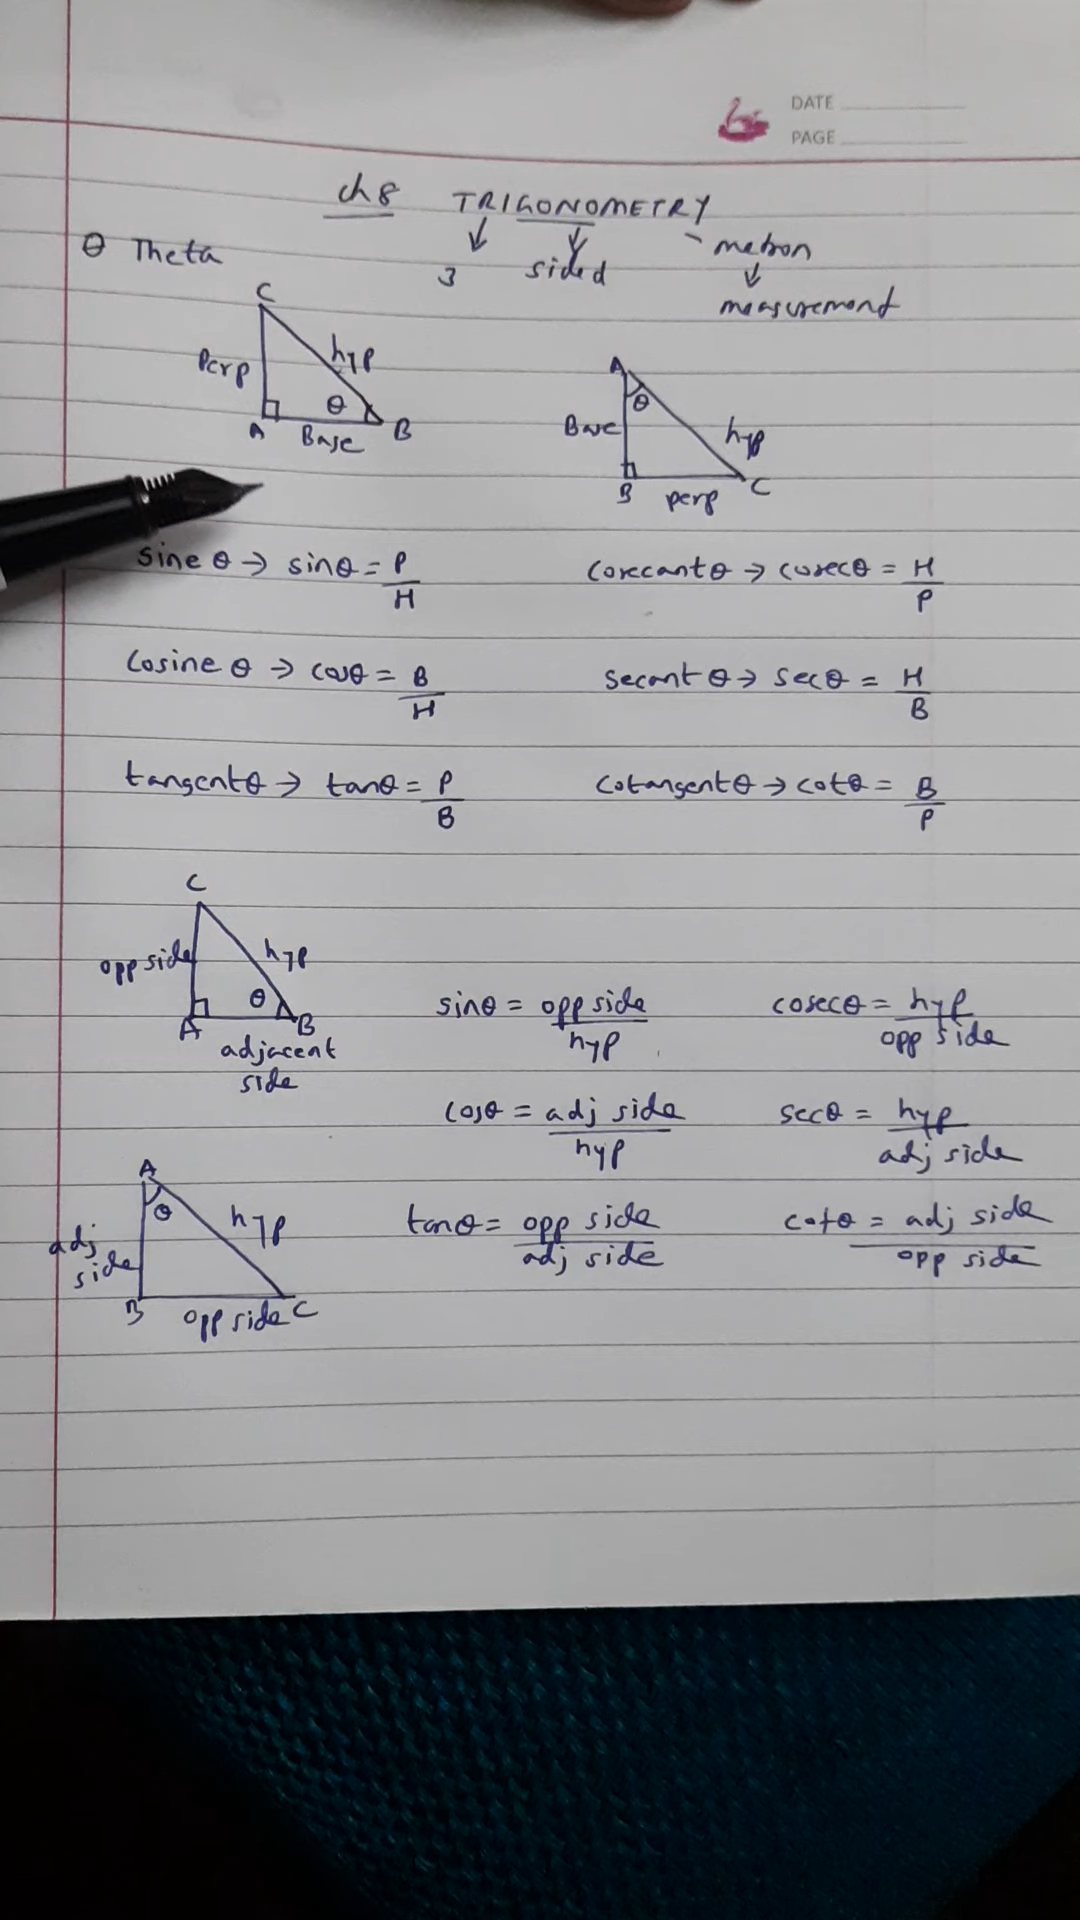 DATE
PAGE
ch 8 TRIGONOMETRY
θ Theta
3 sided metron
measurement
C
Perp hyp
θ
A Base B
A
θ
Base hyp
B perp C
sine θ → sinθ = P/H
cosecant θ → cosecθ = H/P
cosine θ → cosθ = B/H
secant θ → secθ = H/B
tangent θ → tanθ = P/B
cotangent θ → cotθ = B/P
C
opp side hyp
θ
A B
adjacent
side
sinθ = opp side/hyp
cosecθ = hyp/opp side
cosθ = adj side/hyp
secθ = hyp/adj side
A
θ
adj
side
hyp
B opp side C
tanθ = opp side/adj side
cotθ = adj side/opp side